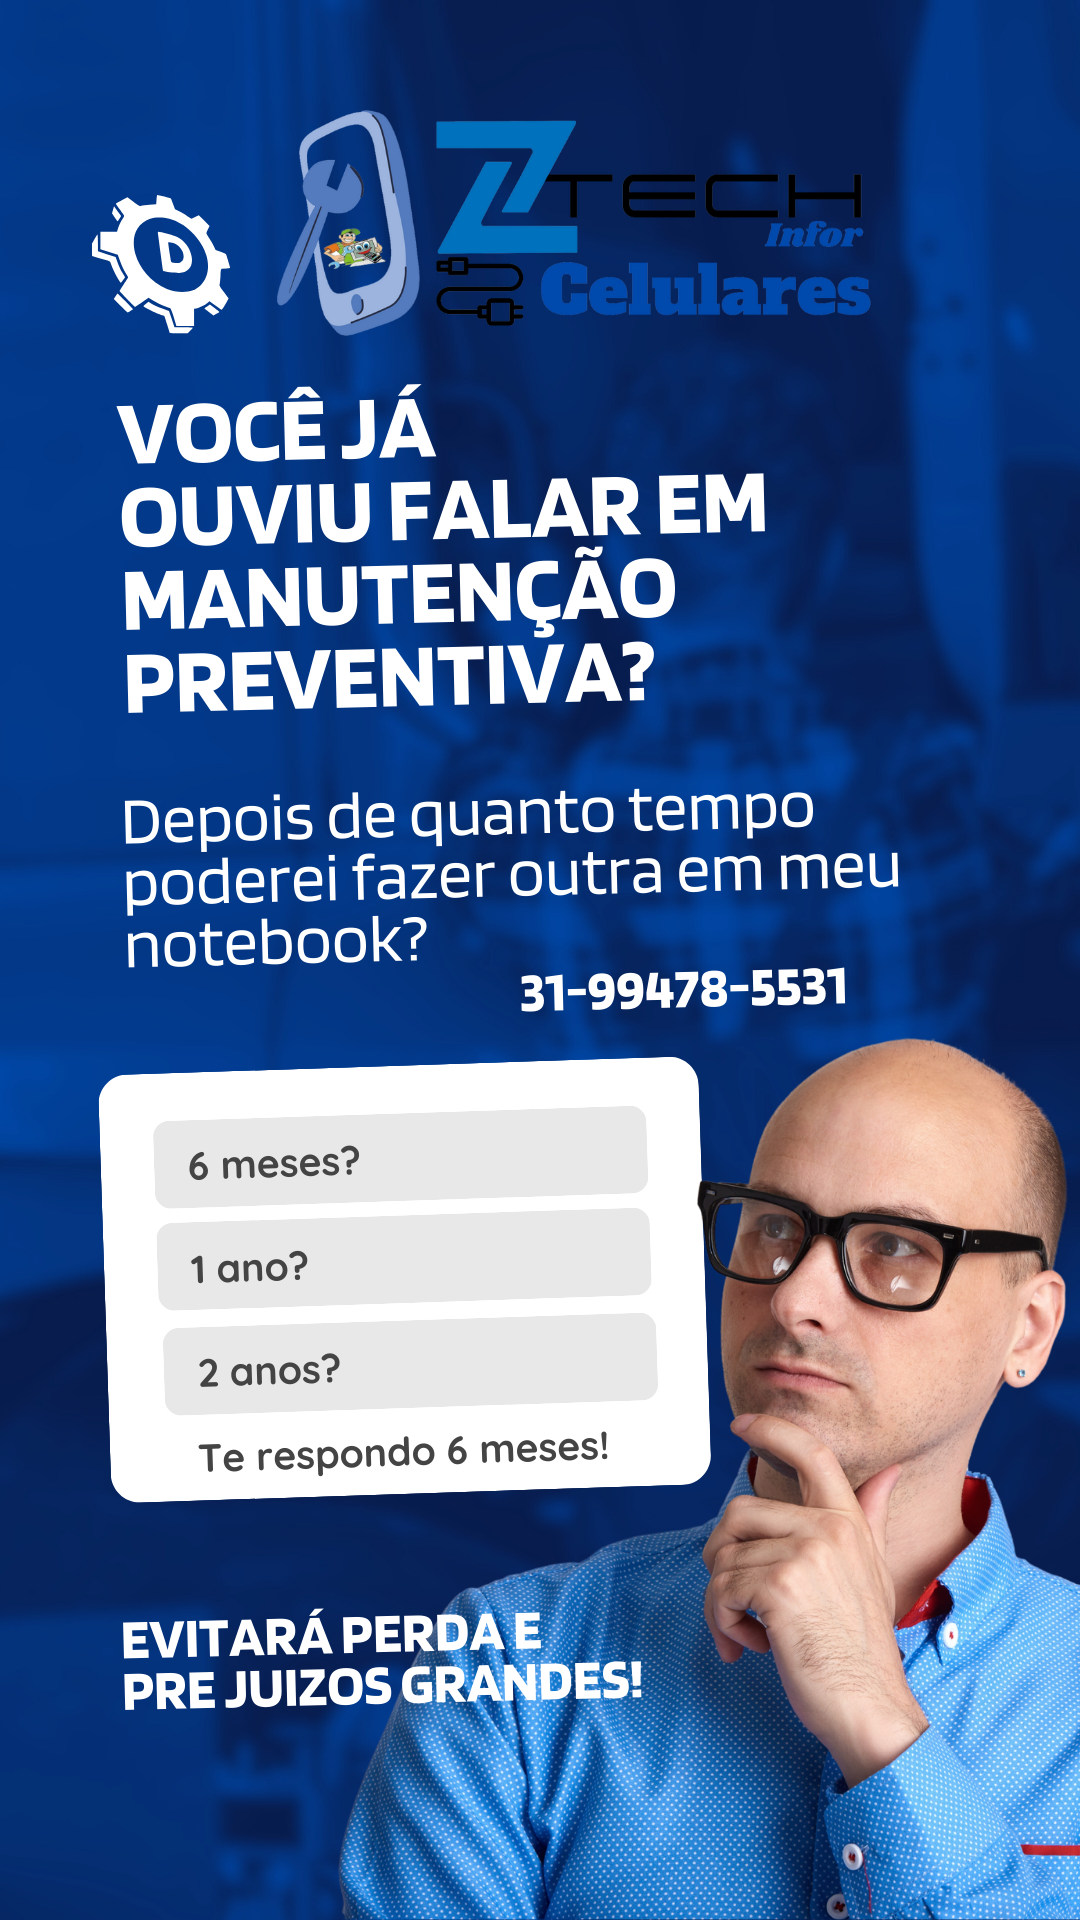 D
ZTECH
Infor
Celulares
VOCÊ JÁ
OUVIU FALAR EM
MANUTENÇÃO
PREVENTIVA?
Depois de quanto tempo
poderei fazer outra em meu
notebook?
31-99478-5531
6 meses?
1 ano?
2 anos?
Te respondo 6 meses!
EVITARÁ PERDA E
PRE JUIZOS GRANDES!